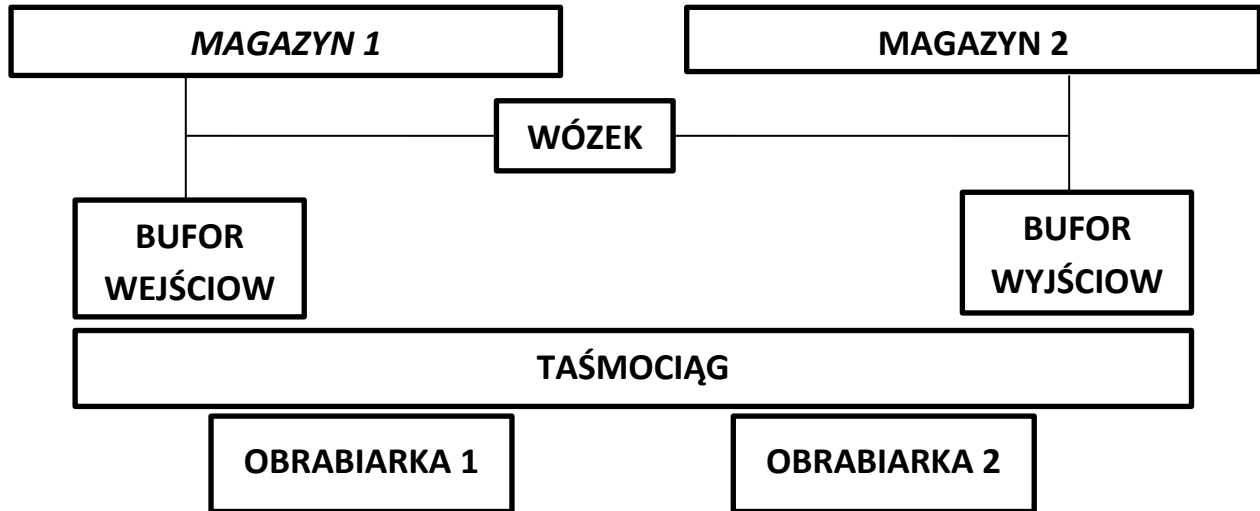 MAGAZYN 1
MAGAZYN 2
WÓZEK
BUFOR
WEJŚCIOW
BUFOR
WYJŚCIOW
TAŚMOCIĄG
OBRABIARKA 1
OBRABIARKA 2